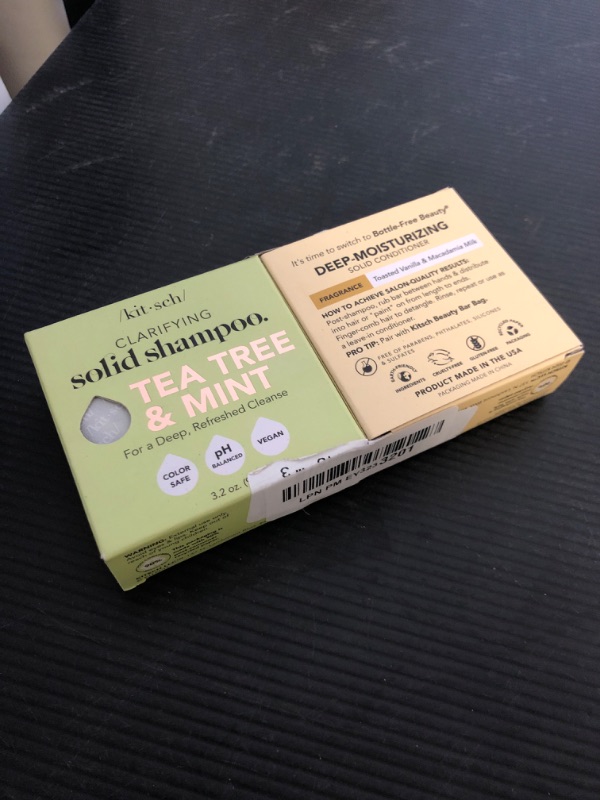 /kit·sch/
CLARIFYING
solid shampoo.
TEA TREE
& MINT
For a Deep, Refreshed Cleanse
COLOR
SAFE
pH
BALANCED
VEGAN
3.2 oz.
WARNING: External use only.
It's time to switch to Bottle-Free Beauty®
DEEP-MOISTURIZING
SOLID CONDITIONER
FRAGRANCE
Toasted Vanilla & Macadamia Milk
HOW TO ACHIEVE SALON-QUALITY RESULTS:
Post-shampoo, rub bar between hands & distribute
into hair or "paint" on from length to ends.
Finger-comb hair to detangle. Rinse, repeat or use as
a leave-in conditioner.
PRO TIP: Pair with Kitsch Beauty Bar Bag.
FREE OF PARABENS, PHTHALATES, SILICONES
& SULFATES
INGREDIENTS
CRUELTY-FREE
GLUTEN-FREE
PACKAGING
PRODUCT MADE IN THE USA
PACKAGING MADE IN CHINA
LPN PM
3201